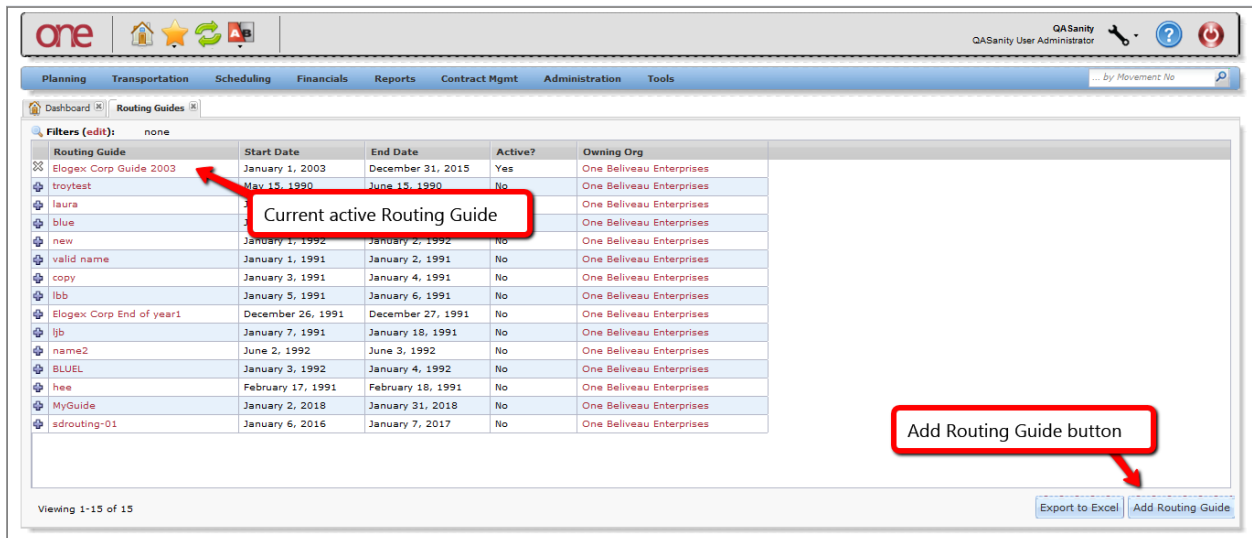 one
AB
QASanity
QASanity User Administrator
?
Planning Transportation Scheduling Financials Reports Contract Mgmt Administration Tools ... by Movement No
Dashboard Routing Guides
Filters (edit): none
Routing Guide Start Date End Date Active? Owning Org
Elogex Corp Guide 2003 January 1, 2003 December 31, 2015 Yes One Beliveau Enterprises
troytest May 15, 1990 June 15, 1990 No One Beliveau Enterprises
laura One Beliveau Enterprises
blue One Beliveau Enterprises
Current active Routing Guide
new January 1, 1992 January 2, 1992 No One Beliveau Enterprises
valid name January 1, 1991 January 2, 1991 No One Beliveau Enterprises
copy January 3, 1991 January 4, 1991 No One Beliveau Enterprises
lbb January 5, 1991 January 6, 1991 No One Beliveau Enterprises
Elogex Corp End of year1 December 26, 1991 December 27, 1991 No One Beliveau Enterprises
ljb January 7, 1991 January 18, 1991 No One Beliveau Enterprises
name2 June 2, 1992 June 3, 1992 No One Beliveau Enterprises
BLUEL January 3, 1992 January 4, 1992 No One Beliveau Enterprises
hee February 17, 1991 February 18, 1991 No One Beliveau Enterprises
MyGuide January 2, 2018 January 31, 2018 No One Beliveau Enterprises
sdrouting-01 January 6, 2016 January 7, 2017 No One Beliveau Enterprises
Add Routing Guide button
Viewing 1-15 of 15 Export to Excel Add Routing Guide